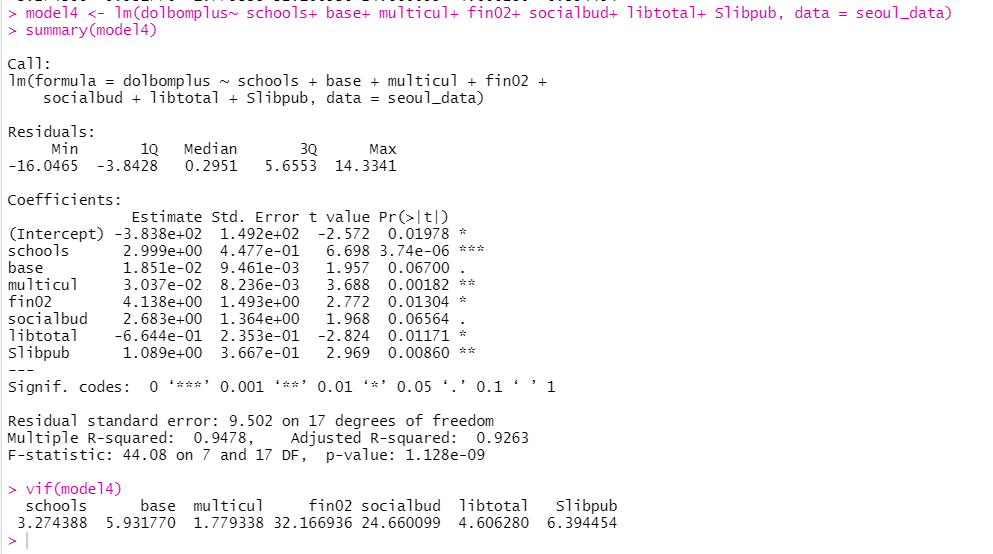 > model4 <- lm(dolbomplus~ schools+ base+ multicul+ fin02+ socialbud+ libtotal+ Slibpub, data = seoul_data)
> summary(model4)
Call:
lm(formula = dolbomplus ~ schools + base + multicul + fin02 +
    socialbud + libtotal + Slibpub, data = seoul_data)
Residuals:
     Min       1Q   Median       3Q      Max
-16.0465  -3.8428   0.2951   5.6553  14.3341
Coefficients:
              Estimate Std. Error t value Pr(>|t|)
(Intercept) -3.838e+02  1.492e+02  -2.572  0.01978 *
schools      2.999e+00  4.477e-01   6.698 3.74e-06 ***
base         1.851e-02  9.461e-03   1.957  0.06700 .
multicul     3.037e-02  8.236e-03   3.688  0.00182 **
fin02        4.138e+00  1.493e+00   2.772  0.01304 *
socialbud    2.683e+00  1.364e+00   1.968  0.06564 .
libtotal    -6.644e-01  2.353e-01  -2.824  0.01171 *
Slibpub      1.089e+00  3.667e-01   2.969  0.00860 **
---
Signif. codes:  0 ‘***’ 0.001 ‘**’ 0.01 ‘*’ 0.05 ‘.’ 0.1 ‘ ’ 1
Residual standard error: 9.502 on 17 degrees of freedom
Multiple R-squared:  0.9478,    Adjusted R-squared:  0.9263
F-statistic: 44.08 on 7 and 17 DF,  p-value: 1.128e-09
> vif(model4)
  schools      base  multicul     fin02 socialbud  libtotal   Slibpub
 3.274388  5.931770  1.779338 32.166936 24.660099  4.606280  6.394454
>